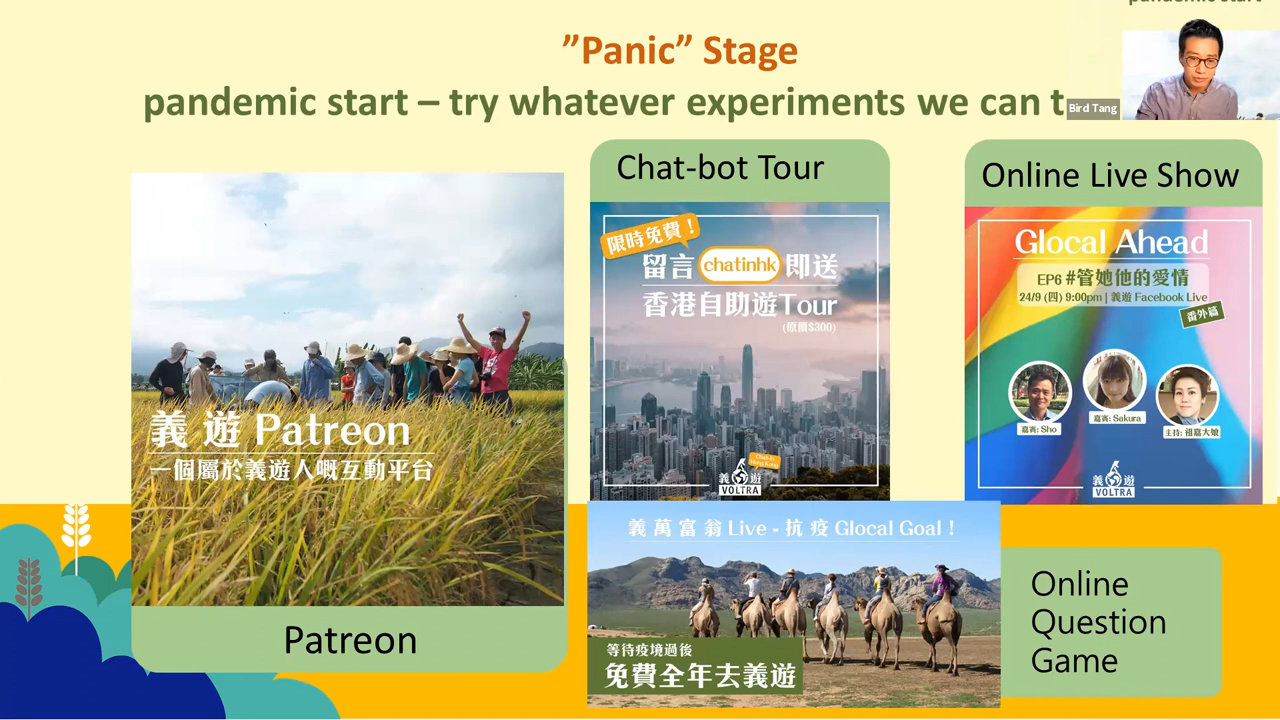 pandemic start
”Panic” Stage
pandemic start – try whatever experiments we can t
Bird Tang
義遊 Patreon
一個屬於義遊人嘅互動平台
Patreon
Chat-bot Tour
限時免費！
留言 chatinhk 即送
香港自助遊Tour
(原價$300)
義遊
VOLTRA
Online Live Show
Glocal Ahead
EP6 #管她他的愛情
24/9 (四) 9:00pm | 義遊 Facebook Live
番外篇
嘉賓: Sho
嘉賓: Sakura
主持: 祖嘉大娘
義遊
VOLTRA
義萬富翁Live - 抗疫 Glocal Goal !
等待疫境過後
免費全年去義遊
Online
Question
Game